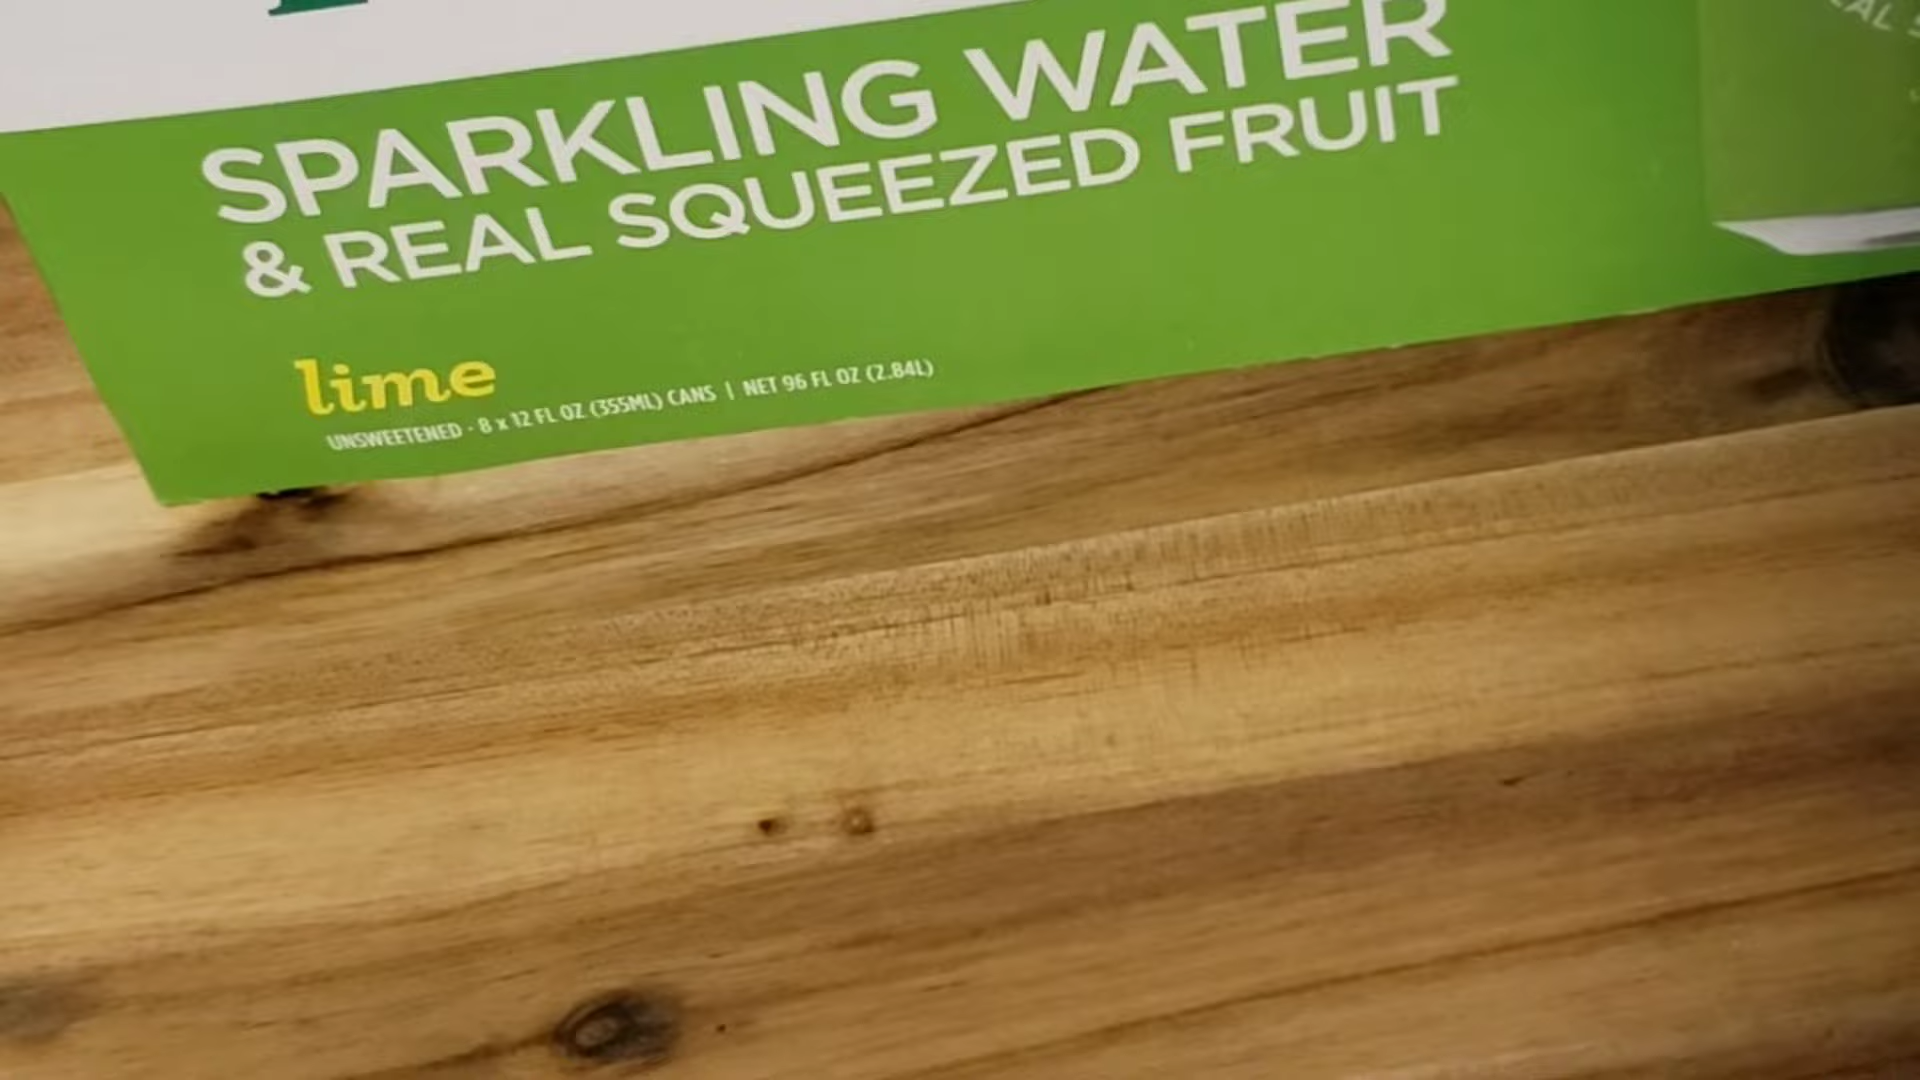 SPARKLING WATER
& REAL SQUEEZED FRUIT
lime
UNSWEETENED · 8 x 12 FL OZ (355ML) CANS | NET 96 FL OZ (2.84L)